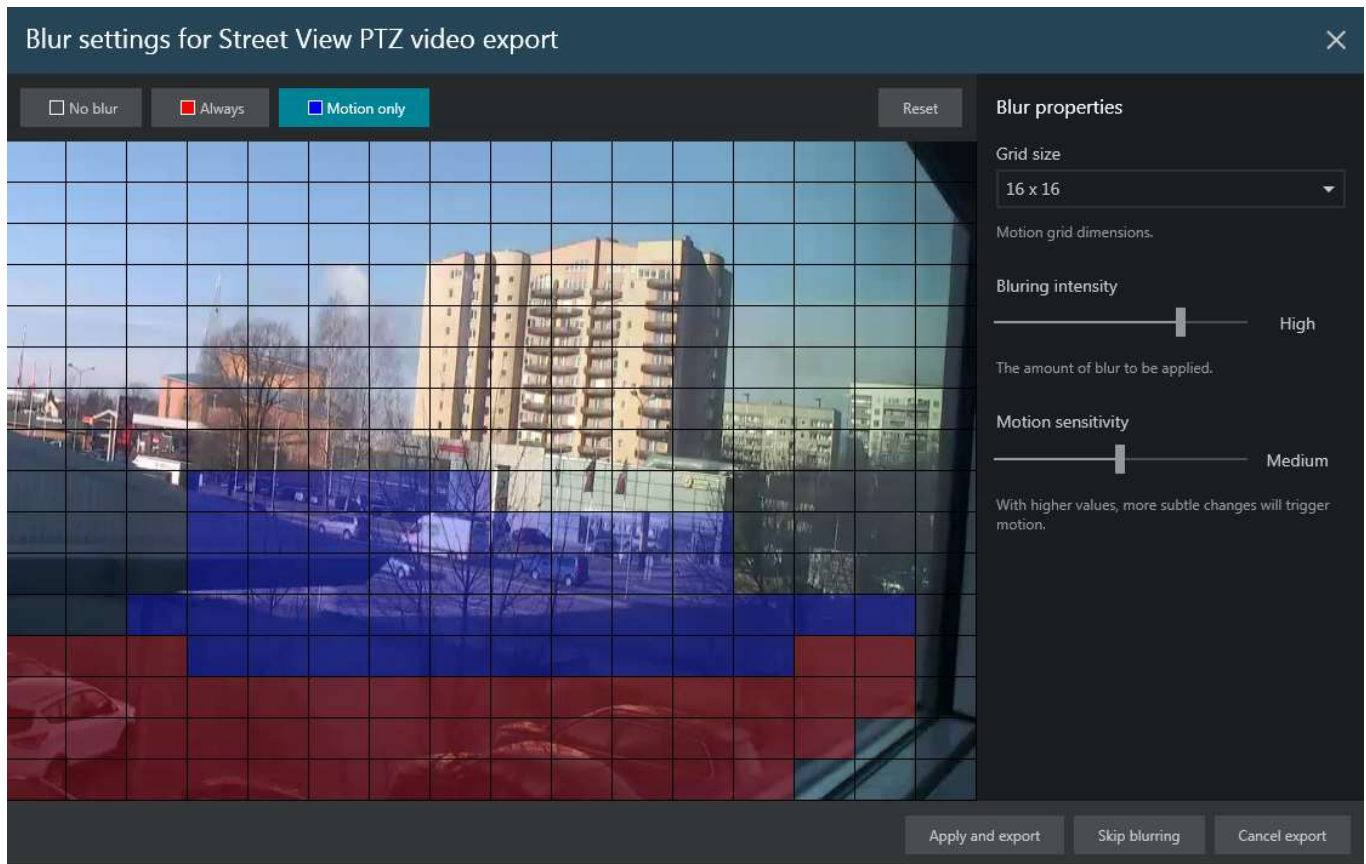 Blur settings for Street View PTZ video export
No blur
Always
Motion only
Reset
Blur properties
Grid size
16 x 16
Motion grid dimensions.
Bluring intensity
High
The amount of blur to be applied.
Motion sensitivity
Medium
With higher values, more subtle changes will trigger
motion.
Apply and export
Skip blurring
Cancel export